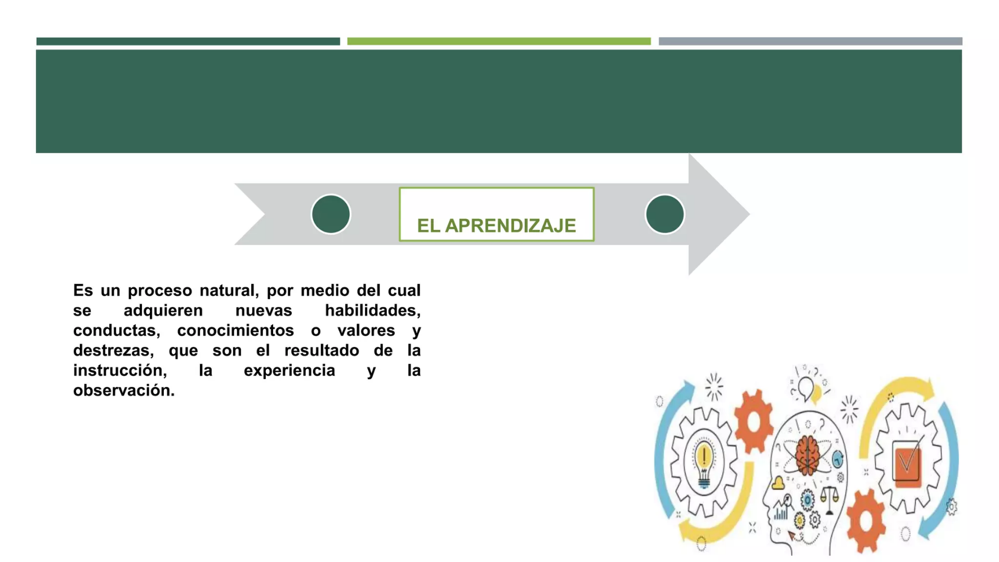 EL APRENDIZAJE
Es un proceso natural, por medio del cual
se adquieren nuevas habilidades,
conductas, conocimientos o valores y
destrezas, que son el resultado de la
instrucción, la experiencia y la
observación.